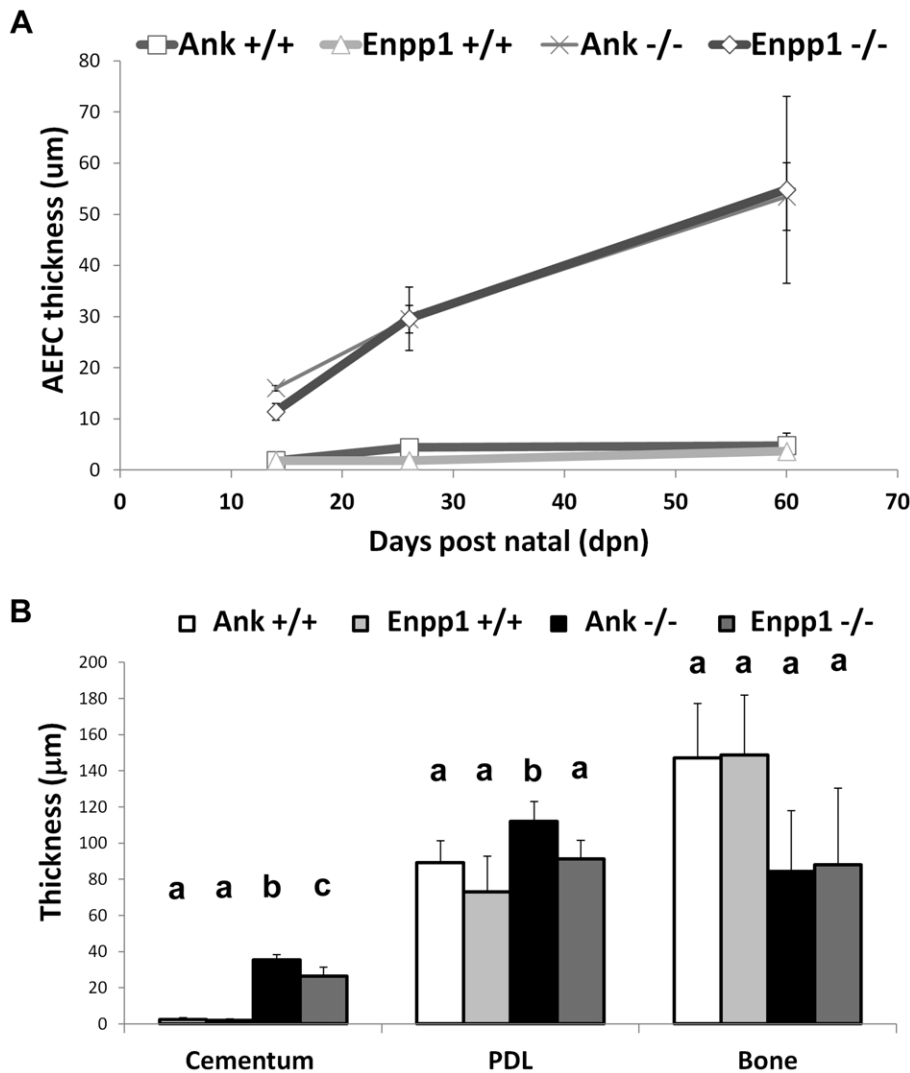 A
Ank +/+ Enpp1 +/+ Ank -/- Enpp1 -/-
80
70
60
50
40
30
20
10
0
AEFC thickness (um)
0 10 20 30 40 50 60 70
Days post natal (dpn)
B
Ank +/+ Enpp1 +/+ Ank -/- Enpp1 -/-
200
180
160
140
120
100
80
60
40
20
0
Thickness (μm)
a a b c
a a b a
a a a a
Cementum PDL Bone